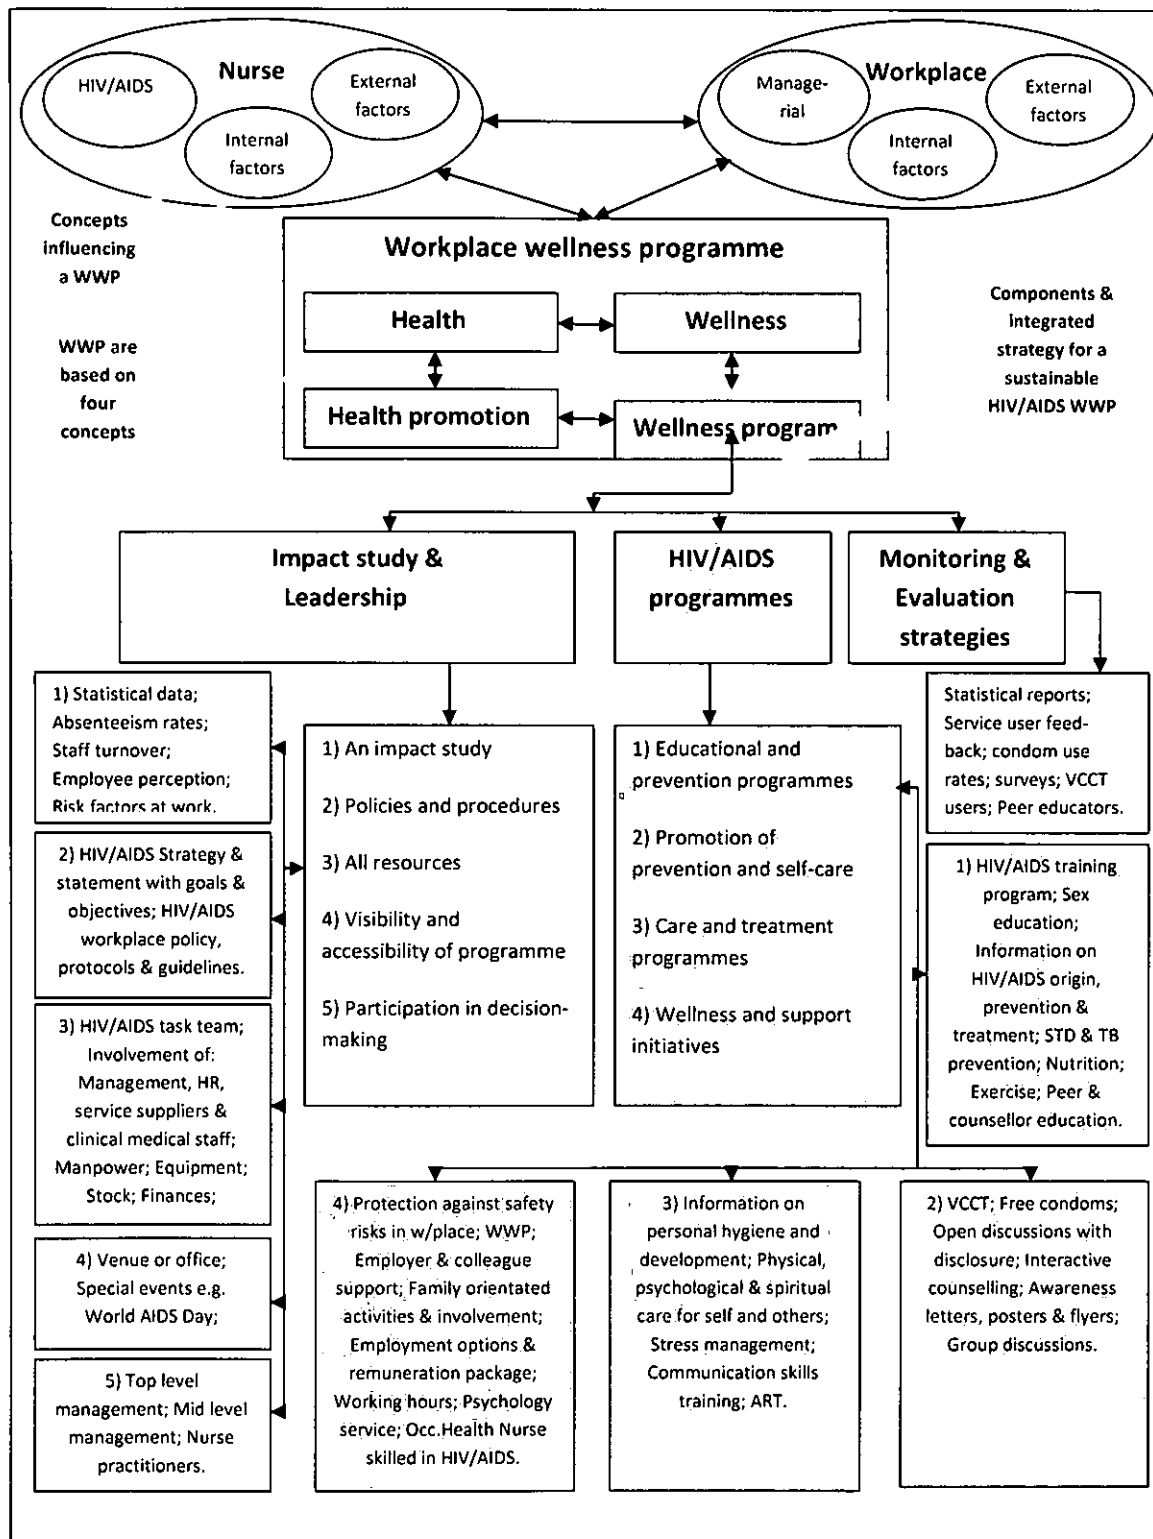 Nurse
HIV/AIDS
External
factors
Internal
factors
Workplace
Manage-
rial
External
factors
Internal
factors
Concepts
influencing
a WWP
WWP are
based on
four
concepts
Workplace wellness programme
Health
Wellness
Health promotion
Wellness program
Components &
integrated
strategy for a
sustainable
HIV/AIDS WWP
Impact study &
Leadership
HIV/AIDS
programmes
Monitoring &
Evaluation
strategies
1) Statistical data;
Absenteeism rates;
Staff turnover;
Employee perception;
Risk factors at work.
2) HIV/AIDS Strategy &
statement with goals &
objectives; HIV/AIDS
workplace policy,
protocols & guidelines.
3) HIV/AIDS task team;
Involvement of:
Management, HR,
service suppliers &
clinical medical staff;
Manpower; Equipment;
Stock; Finances;
4) Venue or office;
Special events e.g.
World AIDS Day;
5) Top level
management; Mid level
management; Nurse
practitioners.
1) An impact study
2) Policies and procedures
3) All resources
4) Visibility and
accessibility of programme
5) Participation in decision-
making
1) Educational and
prevention programmes
2) Promotion of
prevention and self-care
3) Care and treatment
programmes
4) Wellness and support
initiatives
Statistical reports;
Service user feed-
back; condom use
rates; surveys; VCCT
users; Peer educators.
1) HIV/AIDS training
program; Sex
education;
Information on
HIV/AIDS origin,
prevention &
treatment; STD & TB
prevention; Nutrition;
Exercise; Peer &
counsellor education.
4) Protection against safety
risks in w/place; WWP;
Employer & colleague
support; Family orientated
activities & involvement;
Employment options &
remuneration package;
Working hours; Psychology
service; Occ.Health Nurse
skilled in HIV/AIDS.
3) Information on
personal hygiene and
development; Physical,
psychological & spiritual
care for self and others;
Stress management;
Communication skills
training; ART.
2) VCCT; Free condoms;
Open discussions with
disclosure; Interactive
counselling; Awareness
letters, posters & flyers;
Group discussions.